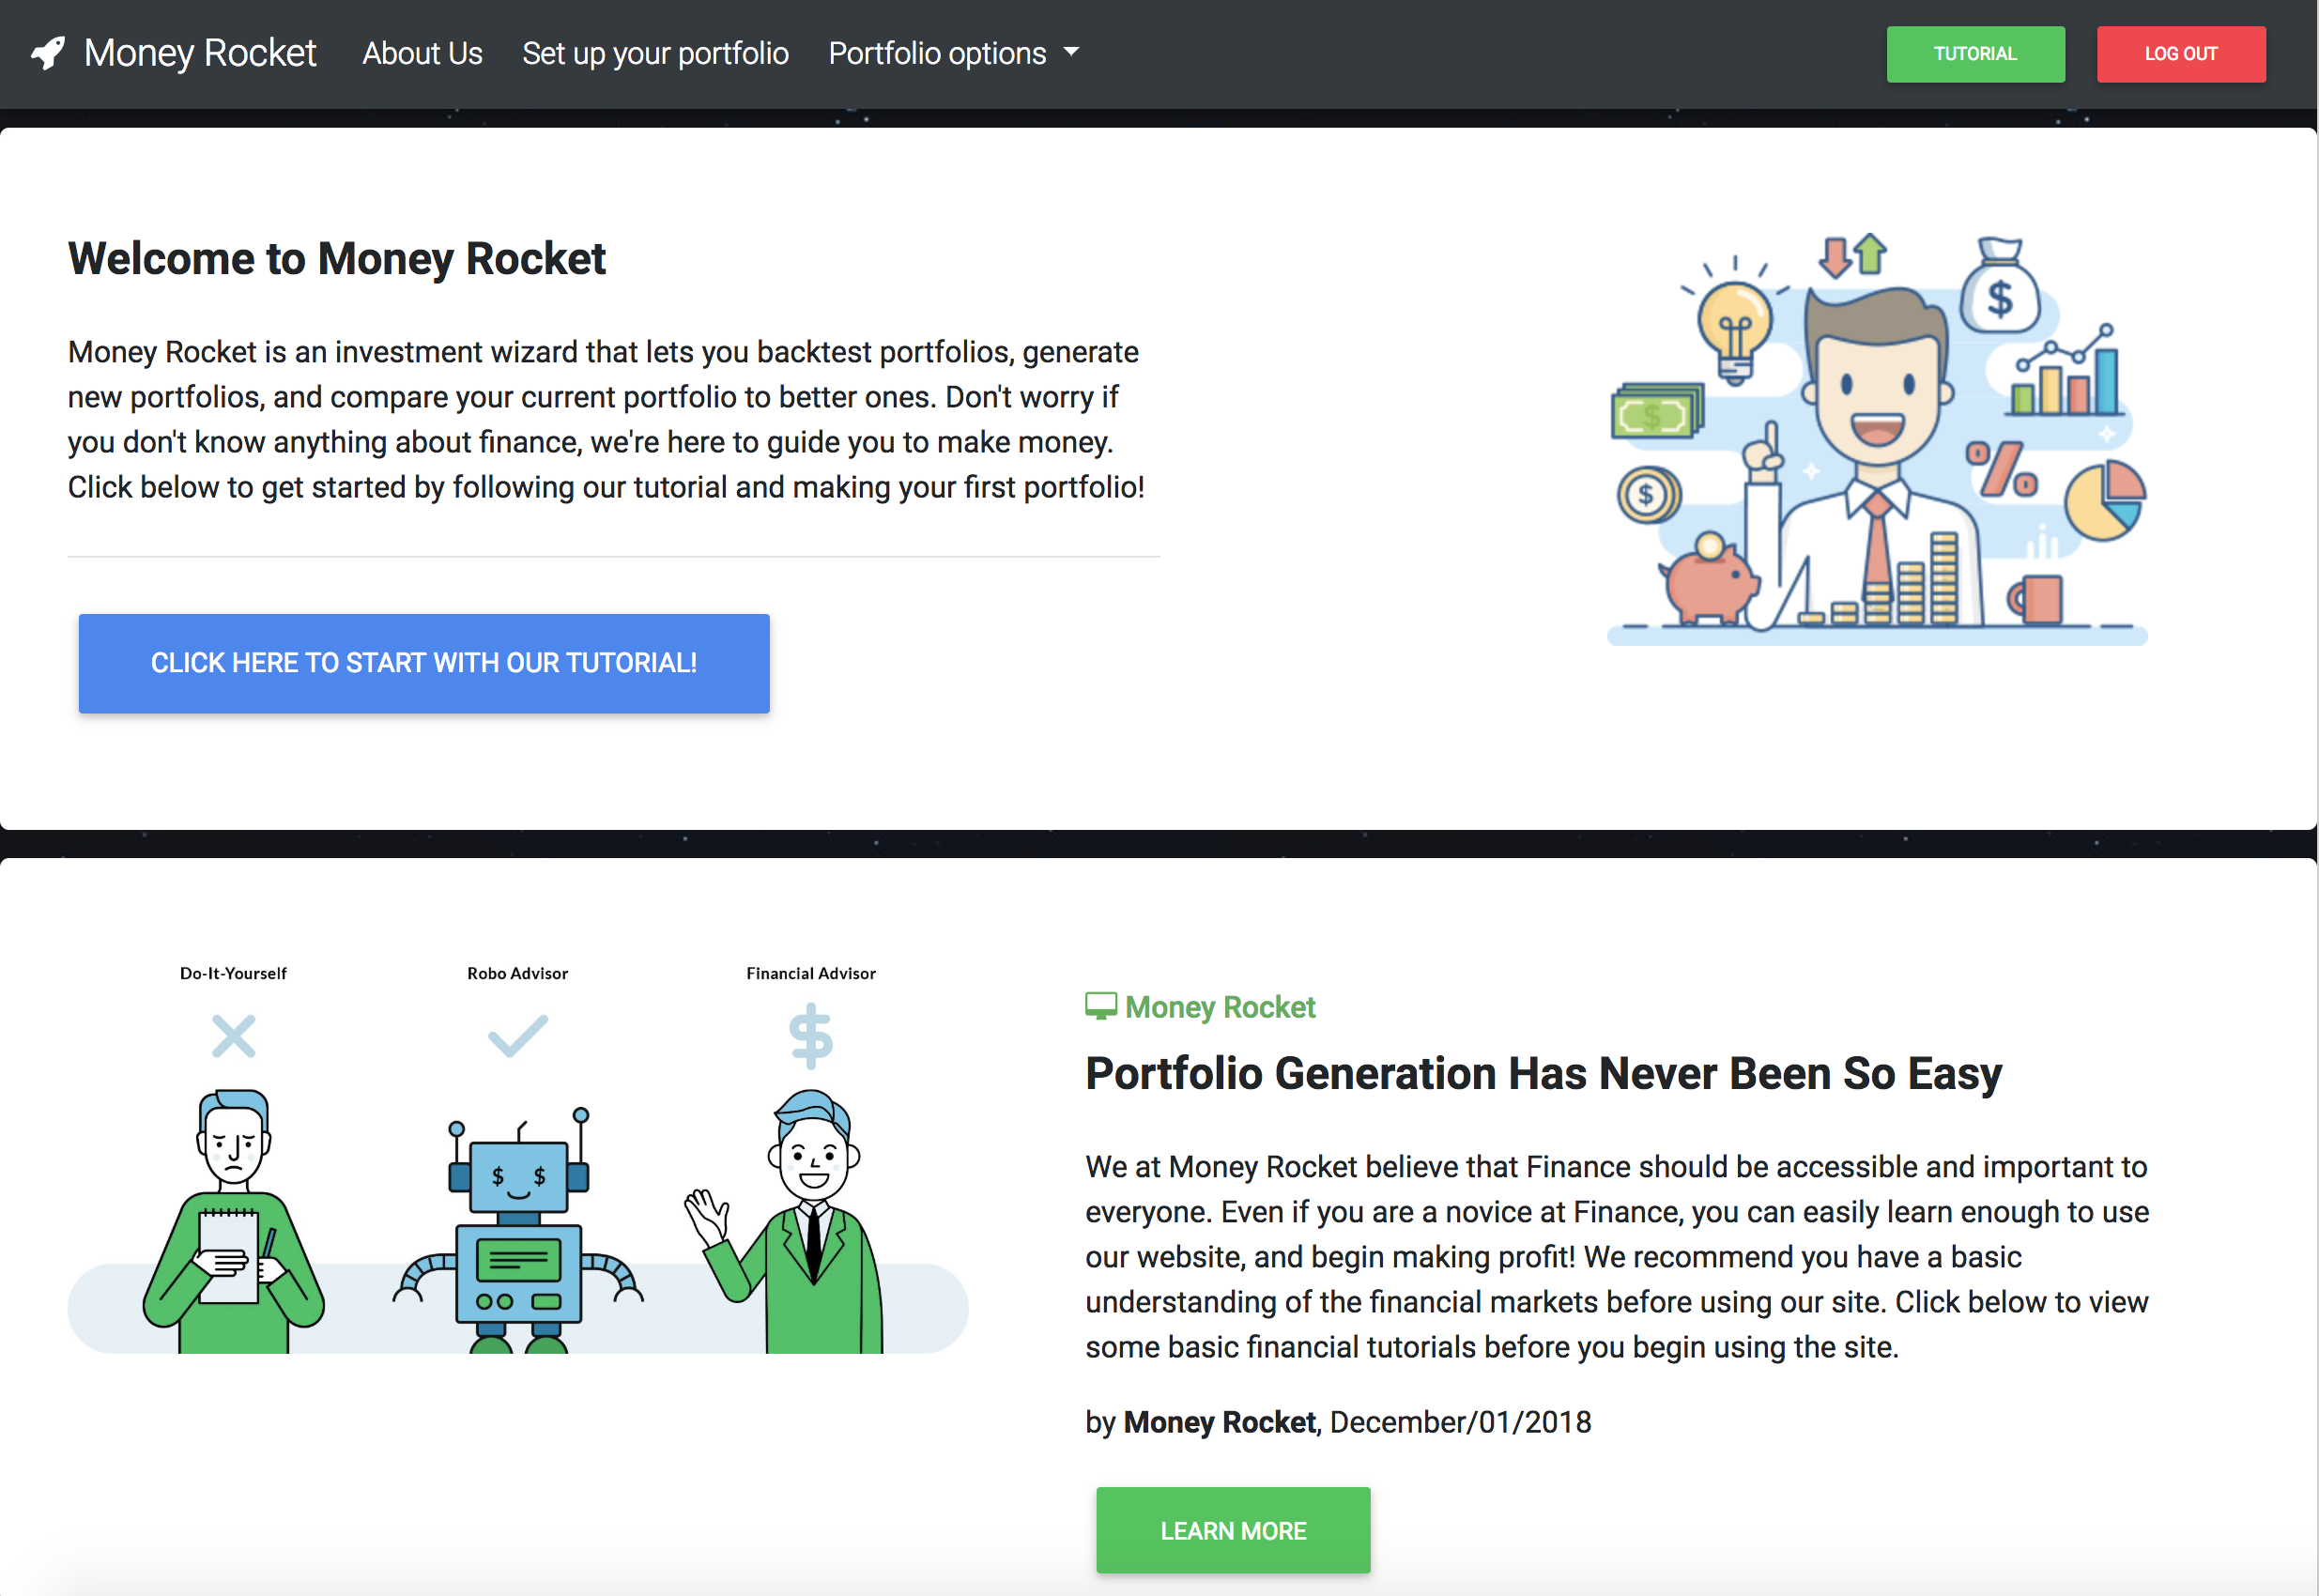 Money Rocket About Us Set up your portfolio Portfolio options TUTORIAL LOG OUT
Welcome to Money Rocket
Money Rocket is an investment wizard that lets you backtest portfolios, generate
new portfolios, and compare your current portfolio to better ones. Don't worry if
you don't know anything about finance, we're here to guide you to make money.
Click below to get started by following our tutorial and making your first portfolio!
CLICK HERE TO START WITH OUR TUTORIAL!
$
$
$
%
Do-It-Yourself Robo Advisor Financial Advisor
$
$ $
Money Rocket
Portfolio Generation Has Never Been So Easy
We at Money Rocket believe that Finance should be accessible and important to
everyone. Even if you are a novice at Finance, you can easily learn enough to use
our website, and begin making profit! We recommend you have a basic
understanding of the financial markets before using our site. Click below to view
some basic financial tutorials before you begin using the site.
by Money Rocket, December/01/2018
LEARN MORE